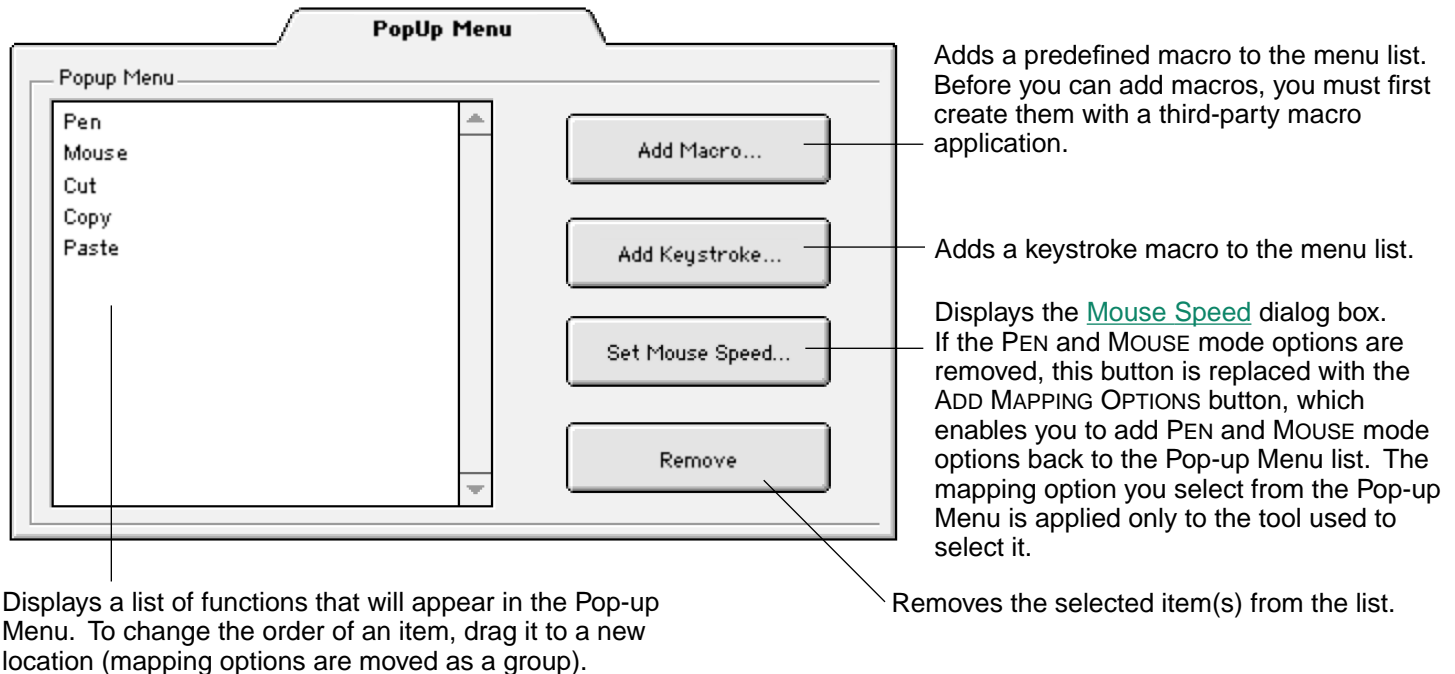 PopUp Menu
Popup Menu
Pen
Mouse
Cut
Copy
Paste
Add Macro...
Add Keystroke...
Set Mouse Speed...
Remove
Adds a predefined macro to the menu list.
Before you can add macros, you must first
create them with a third-party macro
application.
Adds a keystroke macro to the menu list.
Displays the Mouse Speed dialog box.
If the PEN and MOUSE mode options are
removed, this button is replaced with the
ADD MAPPING OPTIONS button, which
enables you to add PEN and MOUSE mode
options back to the Pop-up Menu list. The
mapping option you select from the Pop-up
Menu is applied only to the tool used to
select it.
Removes the selected item(s) from the list.
Displays a list of functions that will appear in the Pop-up
Menu. To change the order of an item, drag it to a new
location (mapping options are moved as a group).